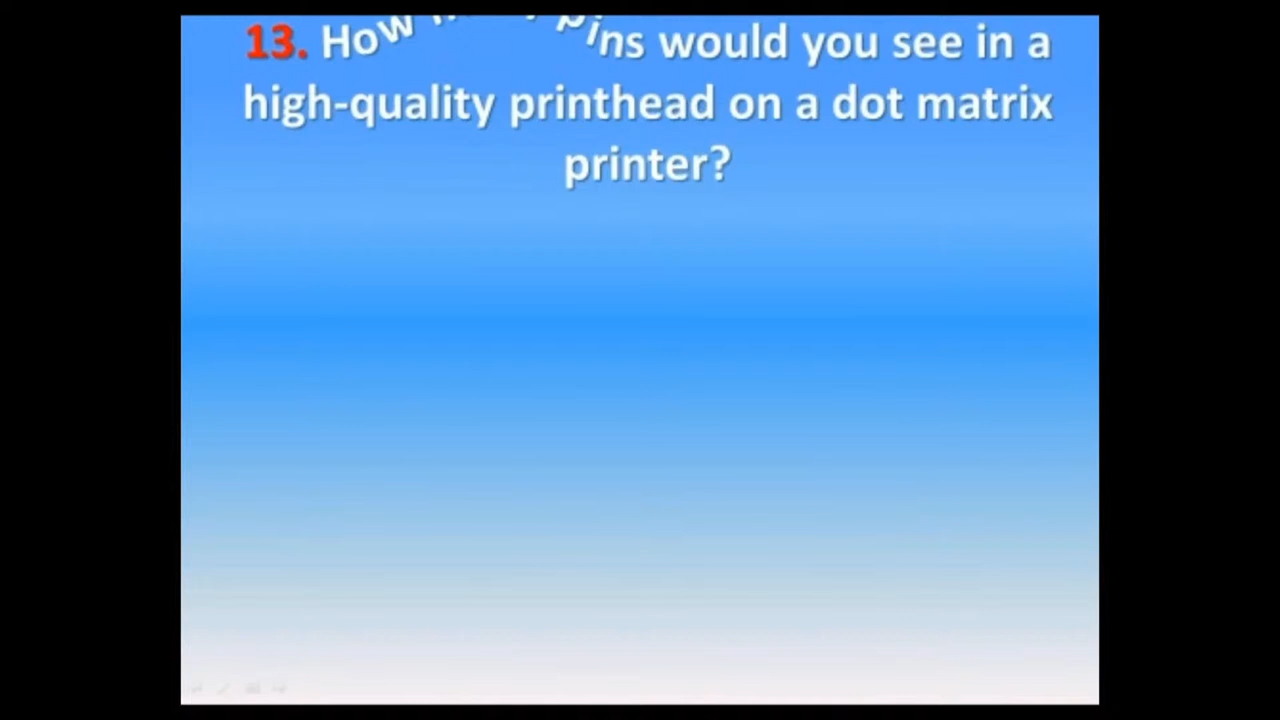 13. How pins would you see in a
high-quality printhead on a dot matrix
printer?